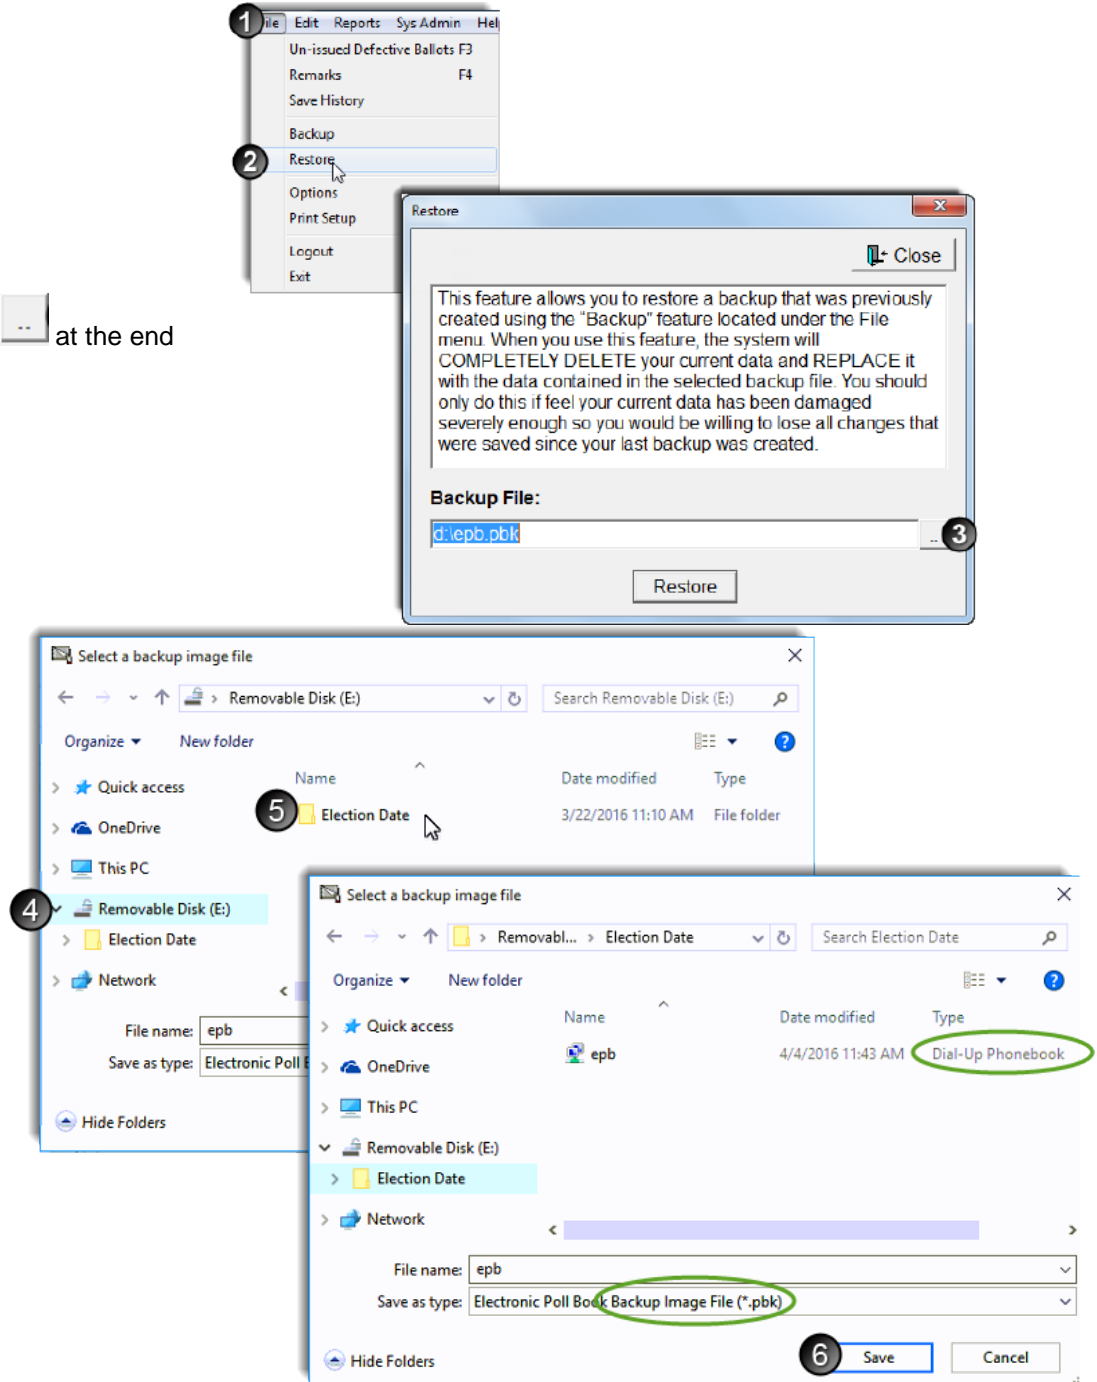 1 ile Edit Reports Sys Admin Hel
Un-issued Defective Ballots F3
Remarks F4
Save History
Backup
2 Restore
Options
Print Setup
Logout
Exit
.. at the end
Restore
Close
This feature allows you to restore a backup that was previously
created using the “Backup” feature located under the File
menu. When you use this feature, the system will
COMPLETELY DELETE your current data and REPLACE it
with the data contained in the selected backup file. You should
only do this if feel your current data has been damaged
severely enough so you would be willing to lose all changes that
were saved since your last backup was created.
Backup File:
d:\epb.pbk .. 3
Restore
Select a backup image file
Removable Disk (E:) Search Removable Disk (E:)
Organize New folder
Name Date modified Type
Quick access
5 Election Date 3/22/2016 11:10 AM File folder
OneDrive
This PC
4 Removable Disk (E:)
Election Date
Network
File name: epb
Save as type: Electronic Poll
Hide Folders
Select a backup image file
Removabl... Election Date Search Election Date
Organize New folder
Name Date modified Type
Quick access
epb 4/4/2016 11:43 AM Dial-Up Phonebook
OneDrive
This PC
Removable Disk (E:)
Election Date
Network
File name: epb
Save as type: Electronic Poll Book Backup Image File (*.pbk)
Hide Folders 6 Save Cancel